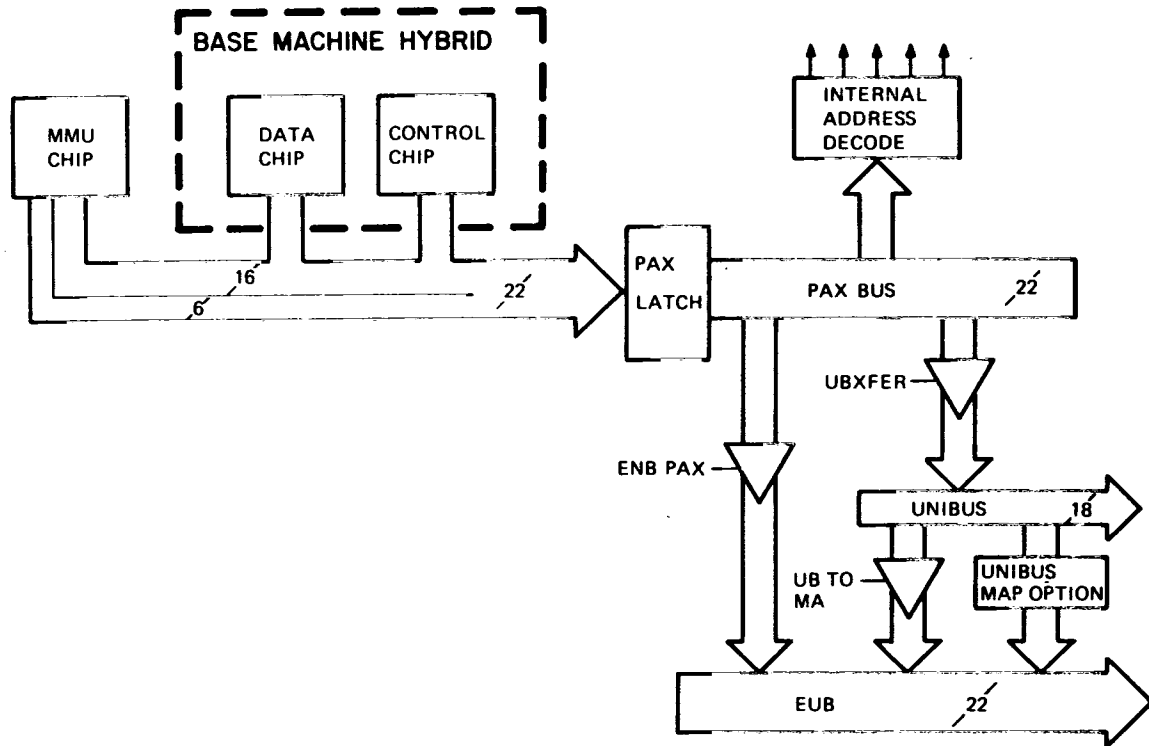 BASE MACHINE HYBRID
MMU
CHIP
DATA
CHIP
CONTROL
CHIP
INTERNAL
ADDRESS
DECODE
16
6
22
PAX
LATCH
PAX BUS
22
UBXFER
ENB PAX
UNIBUS
18
UB TO
MA
UNIBUS
MAP OPTION
EUB
22